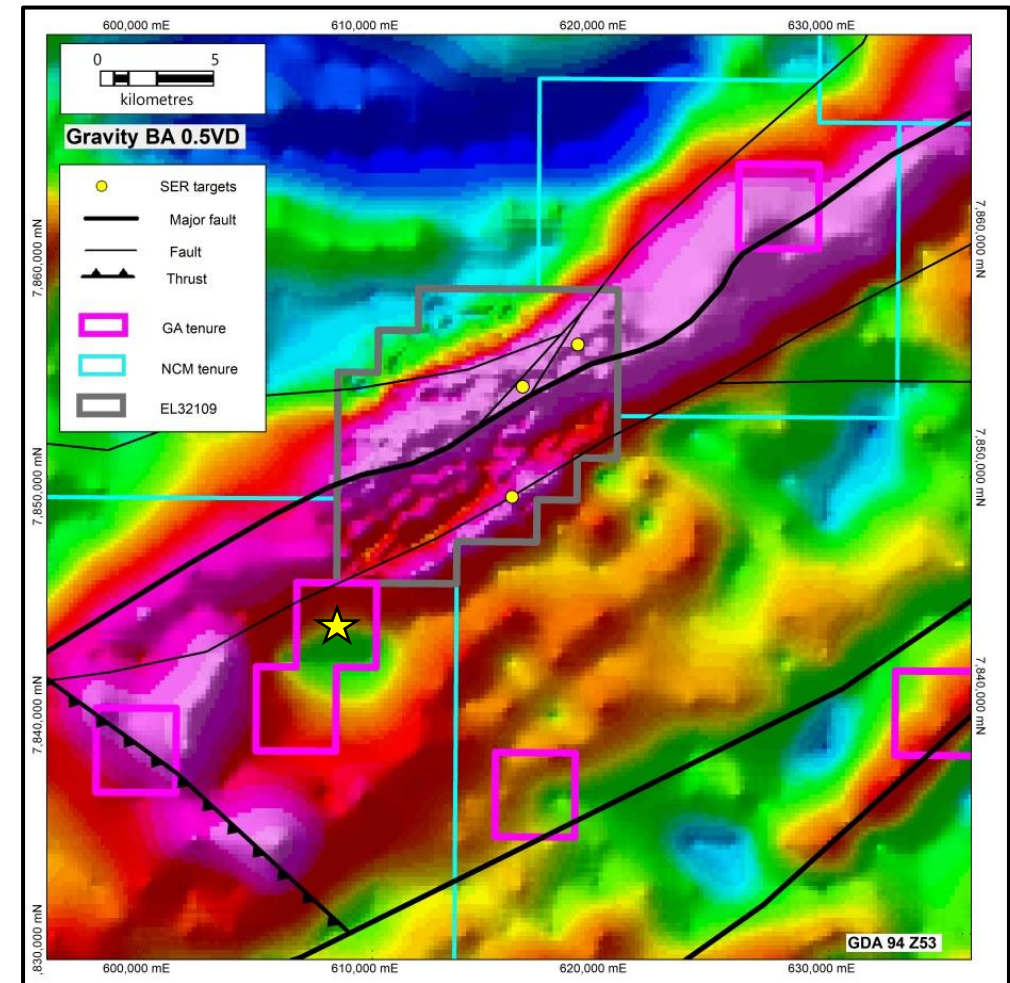 600,000 mE 610,000 mE 620,000 mE 630,000 mE
0 5
kilometres
Gravity BA 0.5VD
SER targets
Major fault
Fault
Thrust
GA tenure
NCM tenure
EL32109
7,860,000 mN
7,850,000 mN
7,840,000 mN
,830,000 mN
7,860,000 mN
7,850,000 mN
7,840,000 mN
GDA 94 Z53
600,000 mE 610,000 mE 620,000 mE 630,000 mE